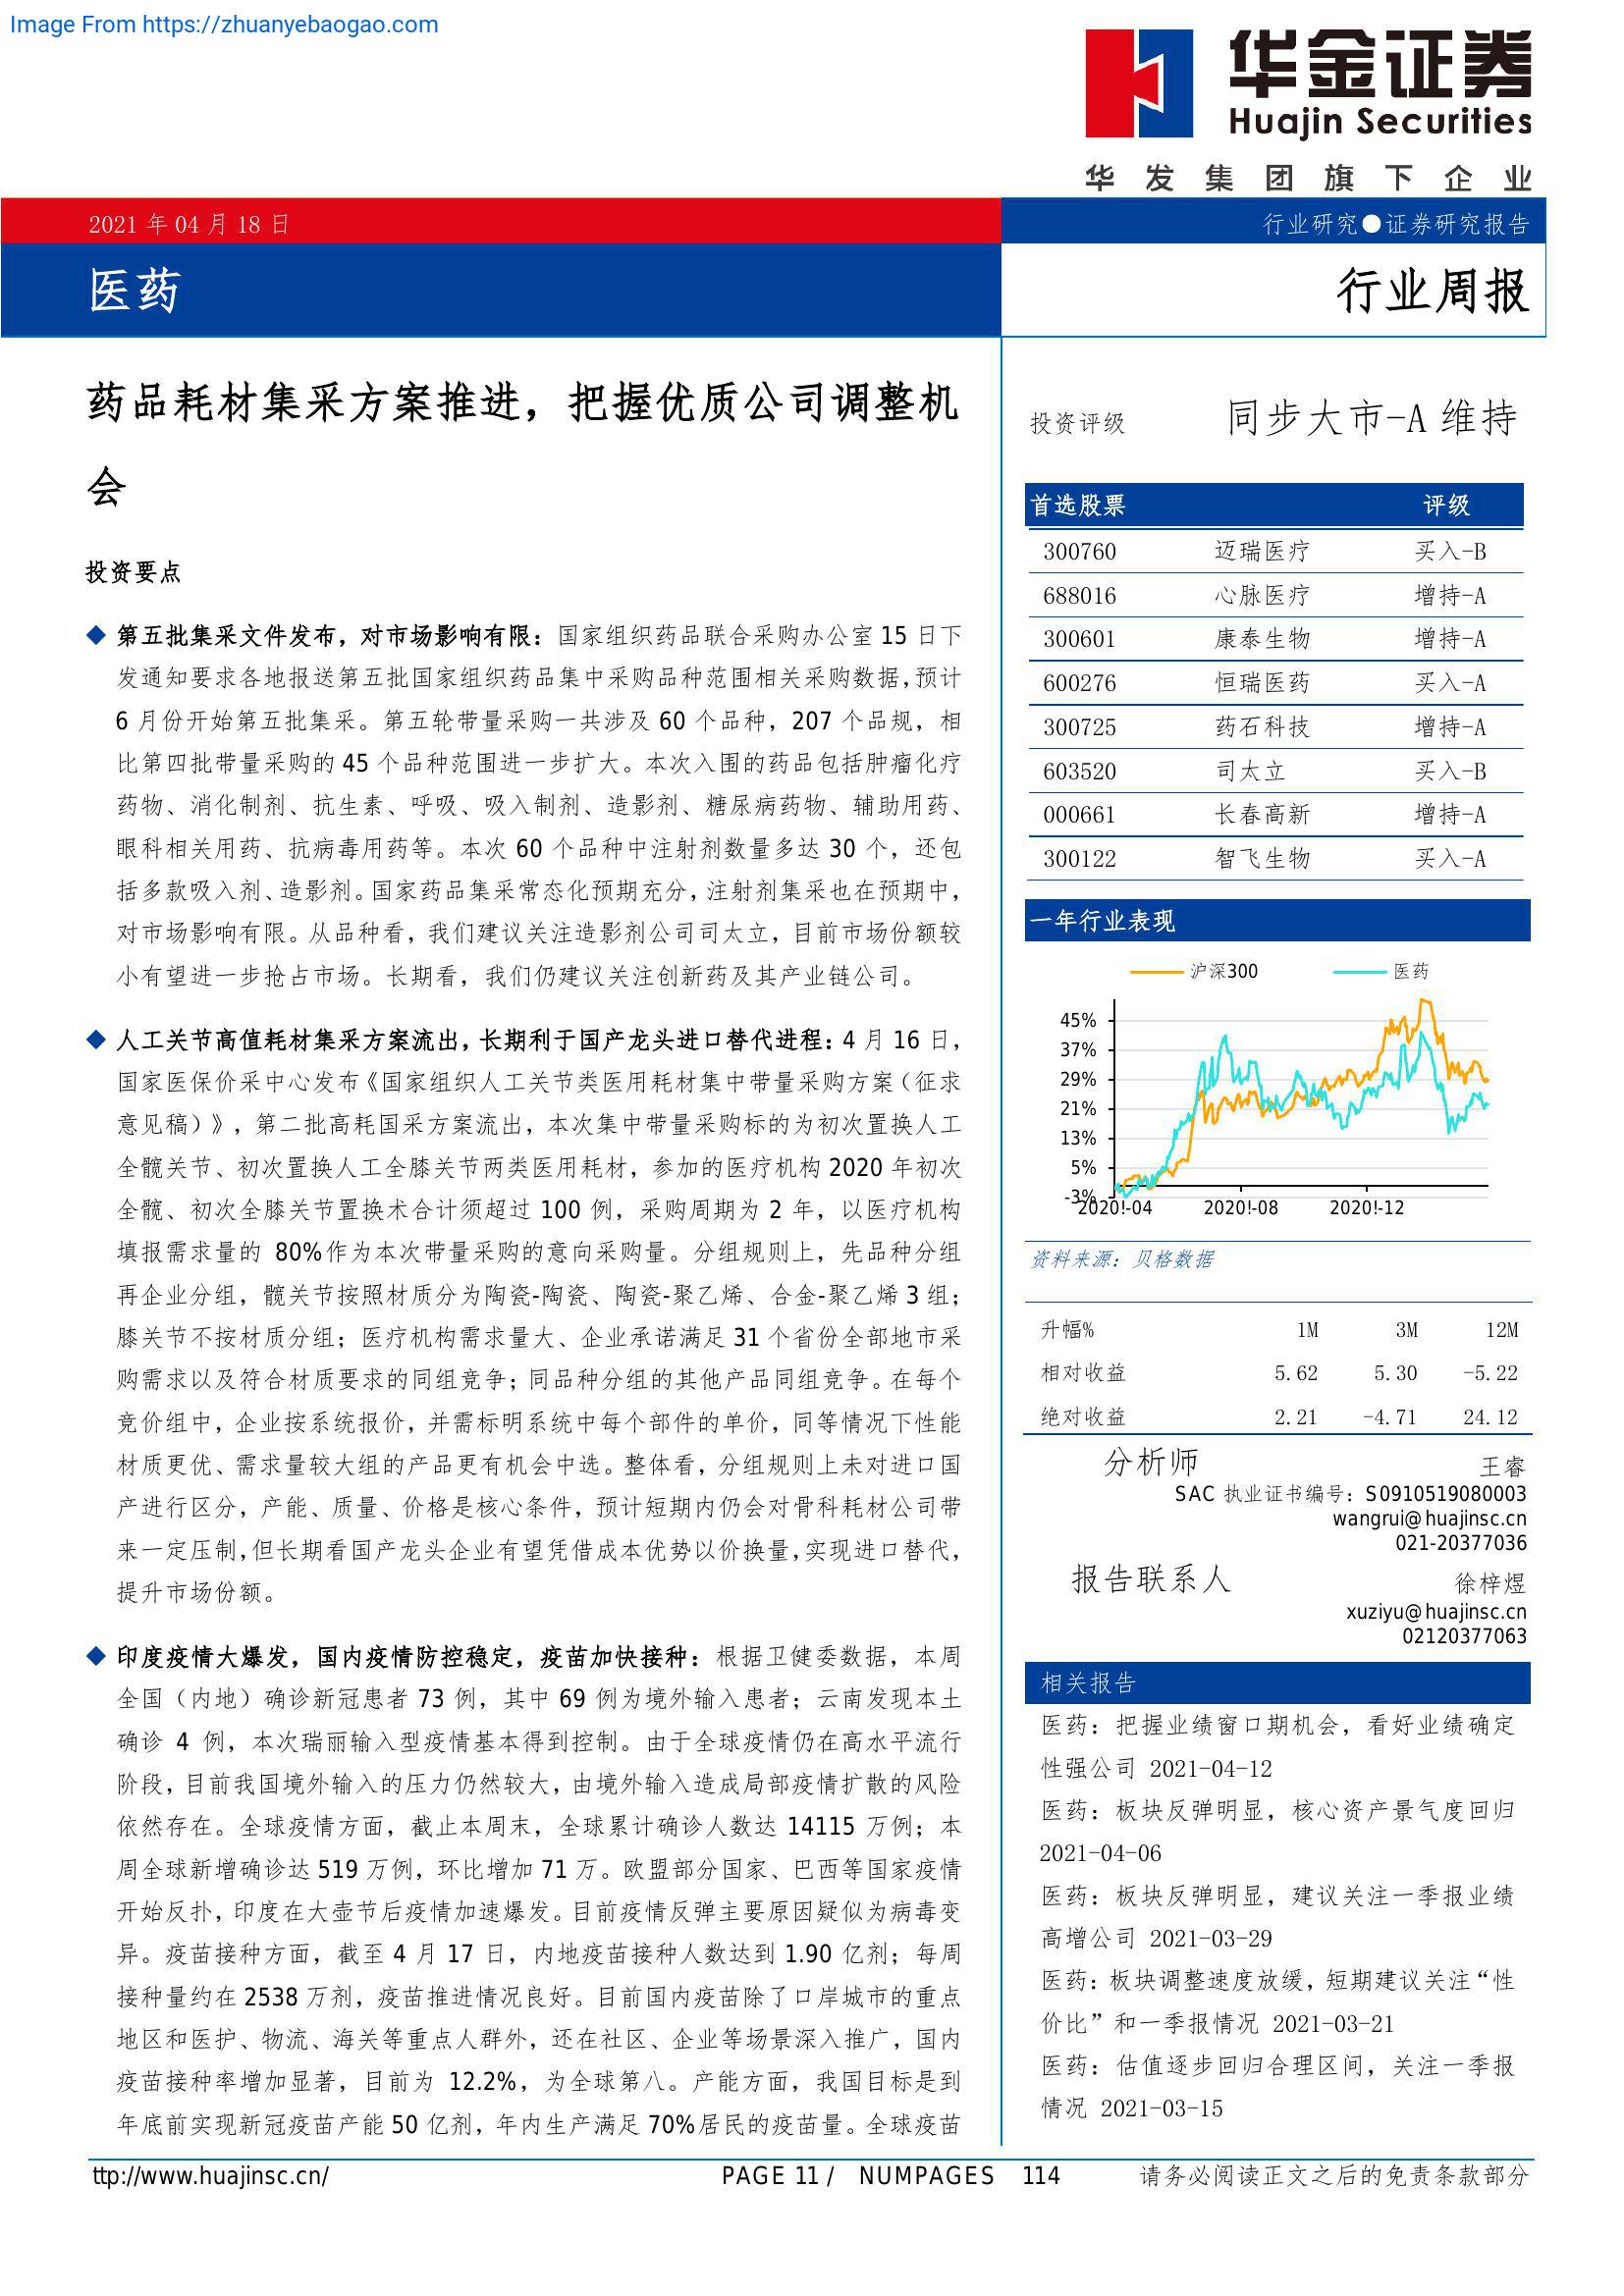 Image From https://zhuanyebaogao.com
华金证券
Huajin Securities
华发集团旗下企业
2021 年 04 月 18 日
行业研究●证券研究报告
医药
行业周报
药品耗材集采方案推进，把握优质公司调整机
会
投资要点
◆ 第五批集采文件发布，对市场影响有限：国家组织药品联合采购办公室 15 日下
发通知要求各地报送第五批国家组织药品集中采购品种范围相关采购数据，预计
6 月份开始第五批集采。第五轮带量采购一共涉及 60 个品种，207 个品规，相
比第四批带量采购的 45 个品种范围进一步扩大。本次入围的药品包括肿瘤化疗
药物、消化制剂、抗生素、呼吸、吸入制剂、造影剂、糖尿病药物、辅助用药、
眼科相关用药、抗病毒用药等。本次 60 个品种中注射剂数量多达 30 个，还包
括多款吸入剂、造影剂。国家药品集采常态化预期充分，注射剂集采也在预期中，
对市场影响有限。从品种看，我们建议关注造影剂公司司太立，目前市场份额较
小有望进一步抢占市场。长期看，我们仍建议关注创新药及其产业链公司。
◆ 人工关节高值耗材集采方案流出，长期利于国产龙头进口替代进程：4 月 16 日，
国家医保价采中心发布《国家组织人工关节类医用耗材集中带量采购方案（征求
意见稿）》，第二批高耗国采方案流出，本次集中带量采购标的为初次置换人工
全髋关节、初次置换人工全膝关节两类医用耗材，参加的医疗机构 2020 年初次
全髋、初次全膝关节置换术合计须超过 100 例，采购周期为 2 年，以医疗机构
填报需求量的 80%作为本次带量采购的意向采购量。分组规则上，先品种分组
再企业分组，髋关节按照材质分为陶瓷-陶瓷、陶瓷-聚乙烯、合金-聚乙烯 3 组；
膝关节不按材质分组；医疗机构需求量大、企业承诺满足 31 个省份全部地市采
购需求以及符合材质要求的同组竞争；同品种分组的其他产品同组竞争。在每个
竞价组中，企业按系统报价，并需标明系统中每个部件的单价，同等情况下性能
材质更优、需求量较大组的产品更有机会中选。整体看，分组规则上未对进口国
产进行区分，产能、质量、价格是核心条件，预计短期内仍会对骨科耗材公司带
来一定压制，但长期看国产龙头企业有望凭借成本优势以价换量，实现进口替代，
提升市场份额。
◆ 印度疫情大爆发，国内疫情防控稳定，疫苗加快接种：根据卫健委数据，本周
全国（内地）确诊新冠患者 73 例，其中 69 例为境外输入患者；云南发现本土
确诊 4 例，本次瑞丽输入型疫情基本得到控制。由于全球疫情仍在高水平流行
阶段，目前我国境外输入的压力仍然较大，由境外输入造成局部疫情扩散的风险
依然存在。全球疫情方面，截止本周末，全球累计确诊人数达 14115 万例；本
周全球新增确诊达 519 万例，环比增加 71 万。欧盟部分国家、巴西等国家疫情
开始反扑，印度在大壶节后疫情加速爆发。目前疫情反弹主要原因疑似为病毒变
异。疫苗接种方面，截至 4 月 17 日，内地疫苗接种人数达到 1.90 亿剂；每周
接种量约在 2538 万剂，疫苗推进情况良好。目前国内疫苗除了口岸城市的重点
地区和医护、物流、海关等重点人群外，还在社区、企业等场景深入推广，国内
疫苗接种率增加显著，目前为 12.2%，为全球第八。产能方面，我国目标是到
年底前实现新冠疫苗产能 50 亿剂，年内生产满足 70%居民的疫苗量。全球疫苗
投资评级 同步大市-A 维持
首选股票 评级
300760 迈瑞医疗 买入-B
688016 心脉医疗 增持-A
300601 康泰生物 增持-A
600276 恒瑞医药 买入-A
300725 药石科技 增持-A
603520 司太立 买入-B
000661 长春高新 增持-A
300122 智飞生物 买入-A
一年行业表现
沪深300 医药
45%
37%
29%
21%
13%
5%
-3%
2020!-04 2020!-08 2020!-12
资料来源：贝格数据
升幅% 1M 3M 12M
相对收益 5.62 5.30 -5.22
绝对收益 2.21 -4.71 24.12
分析师 王睿
SAC 执业证书编号：S0910519080003
wangrui@huajinsc.cn
021-20377036
报告联系人 徐梓煜
xuziyu@huajinsc.cn
02120377063
相关报告
医药：把握业绩窗口期机会，看好业绩确定
性强公司 2021-04-12
医药：板块反弹明显，核心资产景气度回归
2021-04-06
医药：板块反弹明显，建议关注一季报业绩
高增公司 2021-03-29
医药：板块调整速度放缓，短期建议关注“性
价比”和一季报情况 2021-03-21
医药：估值逐步回归合理区间，关注一季报
情况 2021-03-15
ttp://www.huajinsc.cn/ PAGE 11 / NUMPAGES 114 请务必阅读正文之后的免责条款部分